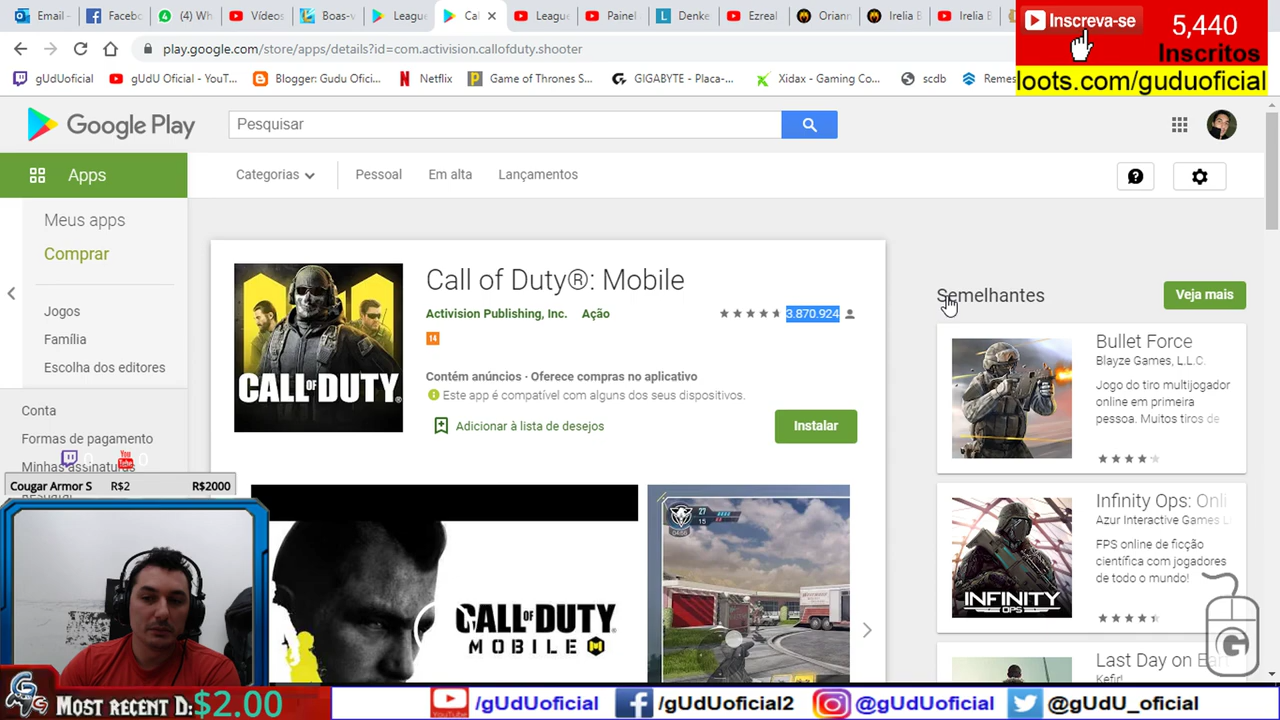 Email -
Facebo
(4) Wh
Vídeos
Boas-v
League
Cal
League
Painel
Denke
Ezreal
Oriann
Irelia B
Irelia B
Inscreva-se
5,440
Inscritos
loots.com/guduoficial
play.google.com/store/apps/details?id=com.activision.callofduty.shooter
gUdUoficial
gUdU Oficial - YouT...
Blogger: Gudu Ofici...
Netflix
Game of Thrones S...
GIGABYTE - Placa-...
Xidax - Gaming Co...
scdb
Remes
Google Play
Pesquisar
Apps
Categorias
Pessoal
Em alta
Lançamentos
Meus apps
Comprar
Jogos
Família
Escolha dos editores
Conta
Formas de pagamento
Minhas assinaturas
Call of Duty®: Mobile
Activision Publishing, Inc.
Ação
3.870.924
14
Contém anúncios · Oferece compras no aplicativo
Este app é compatível com alguns dos seus dispositivos.
Adicionar à lista de desejos
Instalar
CALL OF DUTY
Semelhantes
Veja mais
Bullet Force
Blayze Games, L.L.C.
Jogo do tiro multijogador
online em primeira
pessoa. Muitos tiros de
Infinity Ops: Onli
Azur Interactive Games L
FPS online de ficção
científica com jogadores
de todo o mundo!
INFINITY
OPS
Last Day on Ear
Kefir!
Cougar Armor S
R$2
R$2000
0
0
CALL OF DUTY
MOBILE
27
15
MOST RECENT D:
$2.00
/gUdUoficial
/gUdUoficial2
@gUdUoficial
@gUdU_oficial